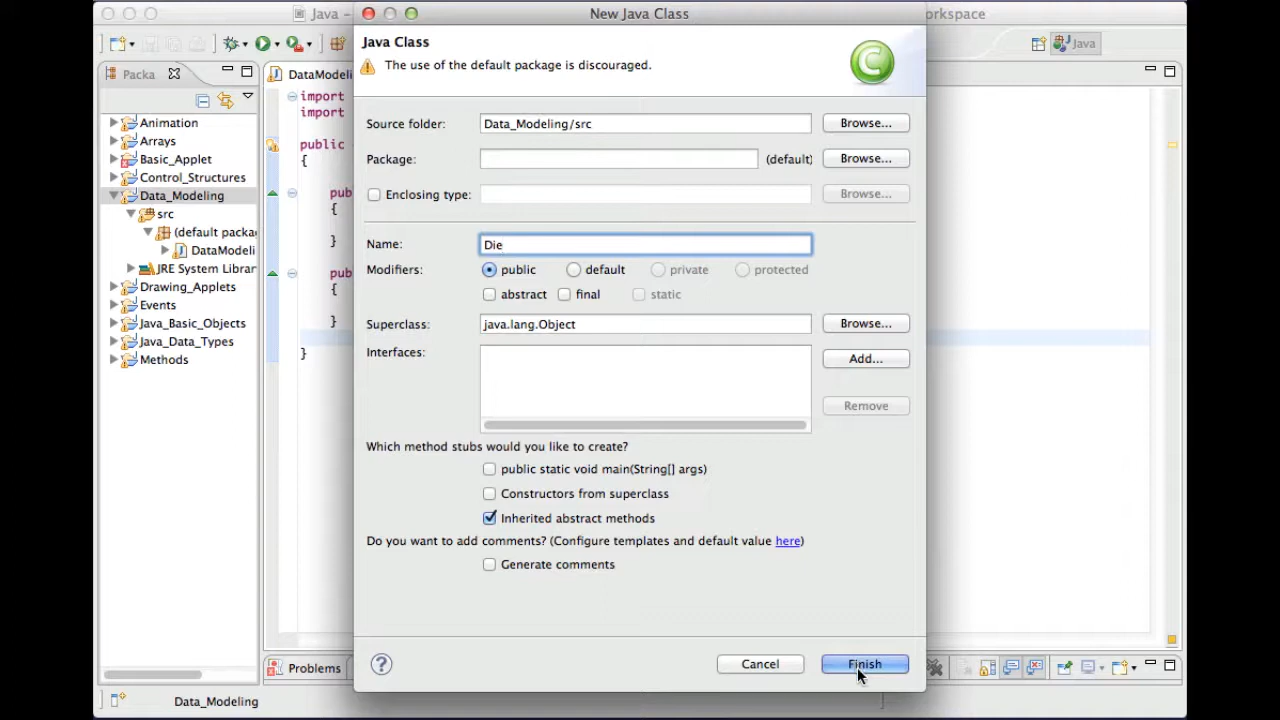 Java –
New Java Class
orkspace
Java Class
The use of the default package is discouraged.
Java
Packa
DataModeli
Source folder:
Data_Modeling/src
Browse...
Package:
(default)
Browse...
Enclosing type:
Browse...
Name:
Die
Modifiers:
public
default
private
protected
abstract
final
static
Superclass:
java.lang.Object
Browse...
Interfaces:
Add...
Remove
Which method stubs would you like to create?
public static void main(String[] args)
Constructors from superclass
Inherited abstract methods
Do you want to add comments? (Configure templates and default value here)
Generate comments
Cancel
Finish
Animation
Arrays
Basic_Applet
Control_Structures
Data_Modeling
src
(default packa
DataModeli
JRE System Librar
Drawing_Applets
Events
Java_Basic_Objects
Java_Data_Types
Methods
import
import
public
{
pub
{
}
pub
{
}
}
Problems
Data_Modeling